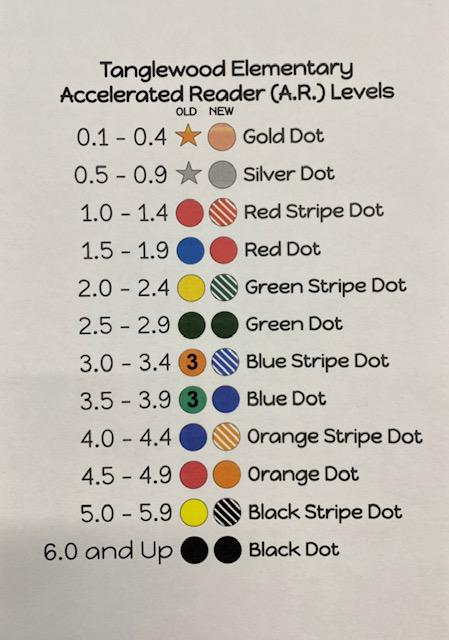 Tanglewood Elementary
Accelerated Reader (A.R.) Levels
OLD NEW
0.1 - 0.4 Gold Dot
0.5 - 0.9 Silver Dot
1.0 - 1.4 Red Stripe Dot
1.5 - 1.9 Red Dot
2.0 - 2.4 Green Stripe Dot
2.5 - 2.9 Green Dot
3.0 - 3.4 3 Blue Stripe Dot
3.5 - 3.9 3 Blue Dot
4.0 - 4.4 Orange Stripe Dot
4.5 - 4.9 Orange Dot
5.0 - 5.9 Black Stripe Dot
6.0 and Up Black Dot